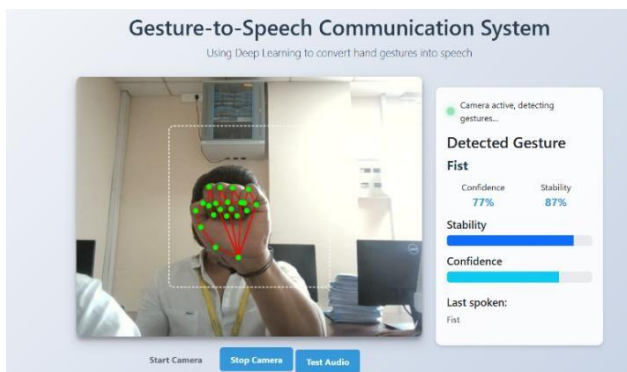 Gesture-to-Speech Communication System
Using Deep Learning to convert hand gestures into speech
Camera active, detecting
gestures...
Detected Gesture
Fist
Confidence Stability
77% 87%
Stability
Confidence
Last spoken:
Fist
Start Camera Stop Camera Test Audio